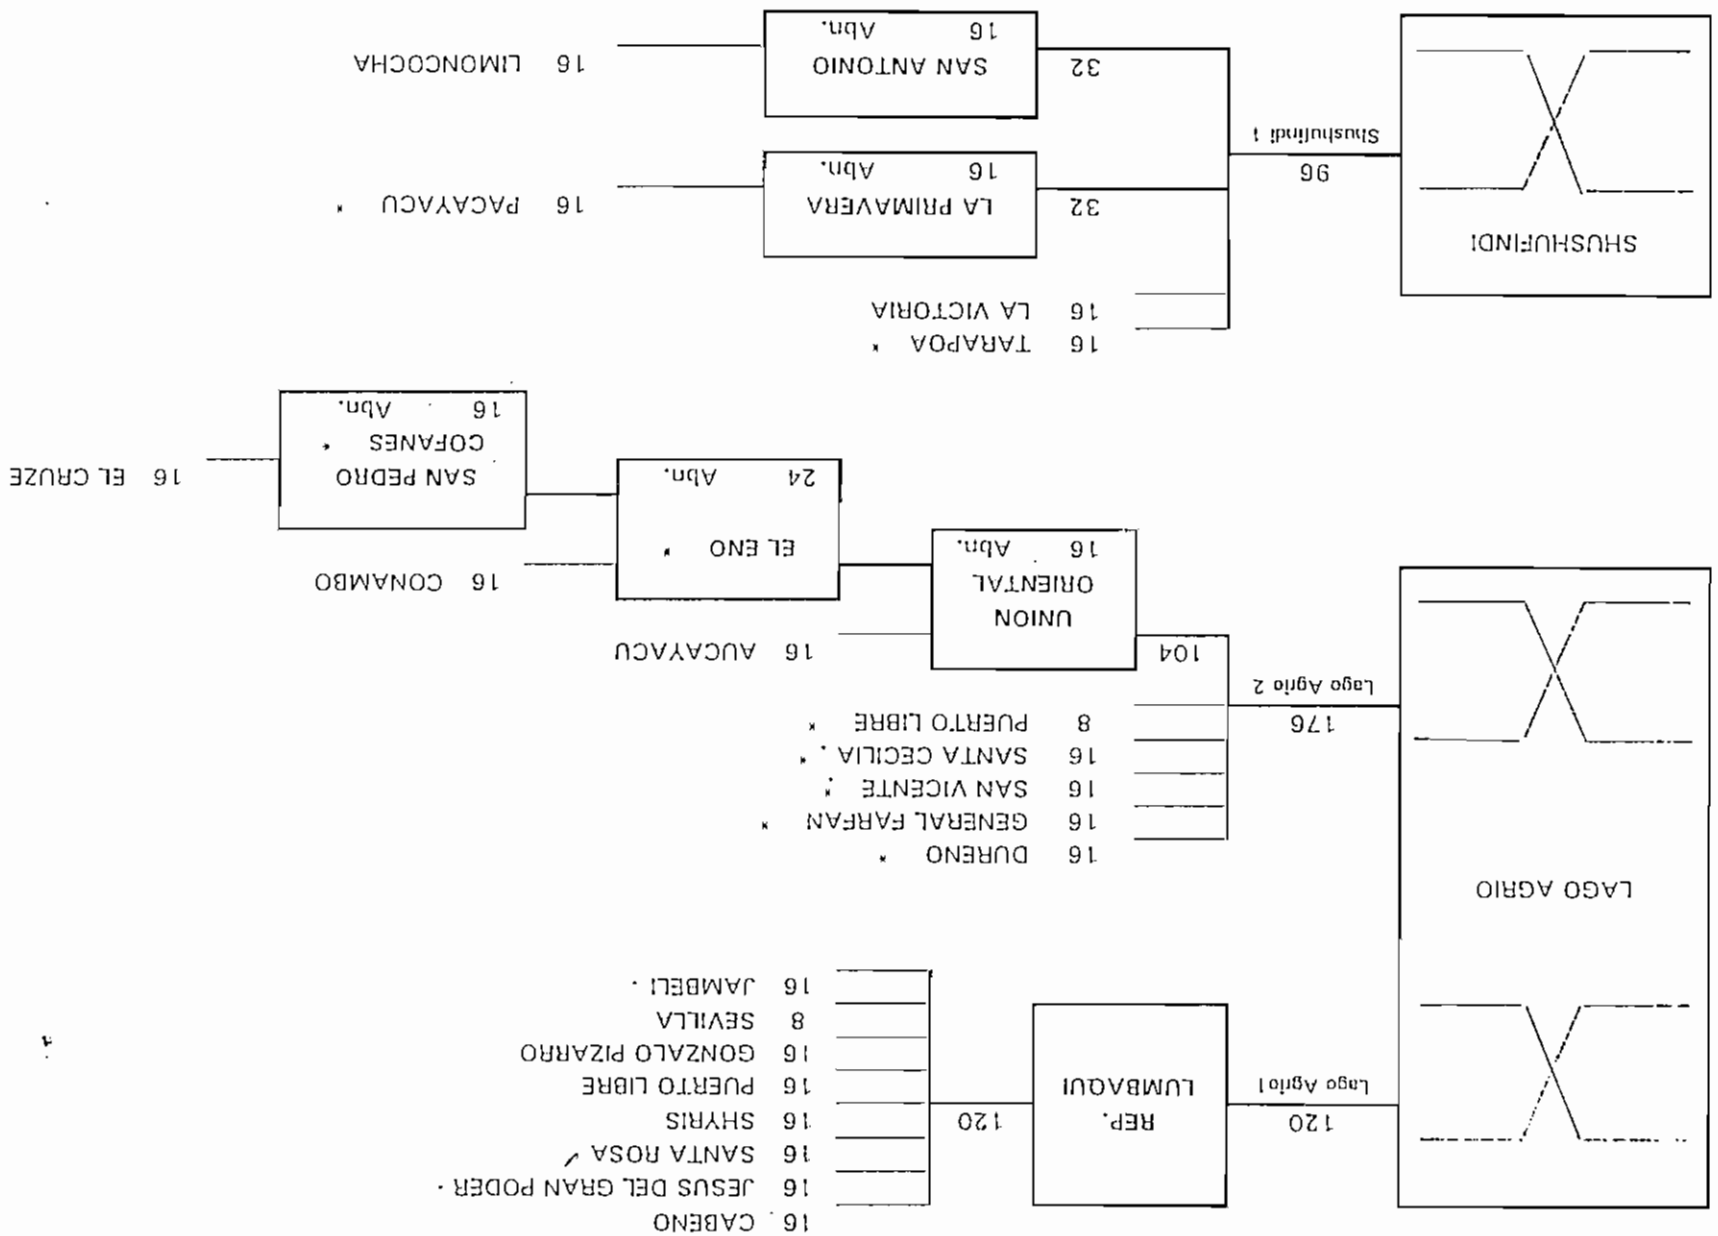 16 CABENO
16 JESUS DEL GRAN PODER
16 SANTA ROSA ✓
16 SHYRIS
16 PUERTO LIBRE
16 GONZALO PIZARRO
8 SEVILLA
16 JAMBELI
120
REP.
LUMBAQUI
120
Lago Agrio1
LAGO AGRIO
16 DURENO *
16 GENERAL FARFAN *
16 SAN VICENTE *
16 SANTA CECILIA *
8 PUERTO LIBRE *
176
Lago Agrio 2
104
16 AUCAYACU
UNION
ORIENTAL
16 Abn.
16 CONAMBO
EL ENO *
24 Abn.
16 EL CRUZE
SAN PEDRO
COFANES *
16 Abn.
16 TARAPOA *
16 LA VICTORIA
SHUSHUFINDI
96
Shushufindi 1
32
LA PRIMAVERA
16 Abn.
16 PACAYACU *
32
SAN ANTONIO
16 Abn.
16 LIMONCOCHA